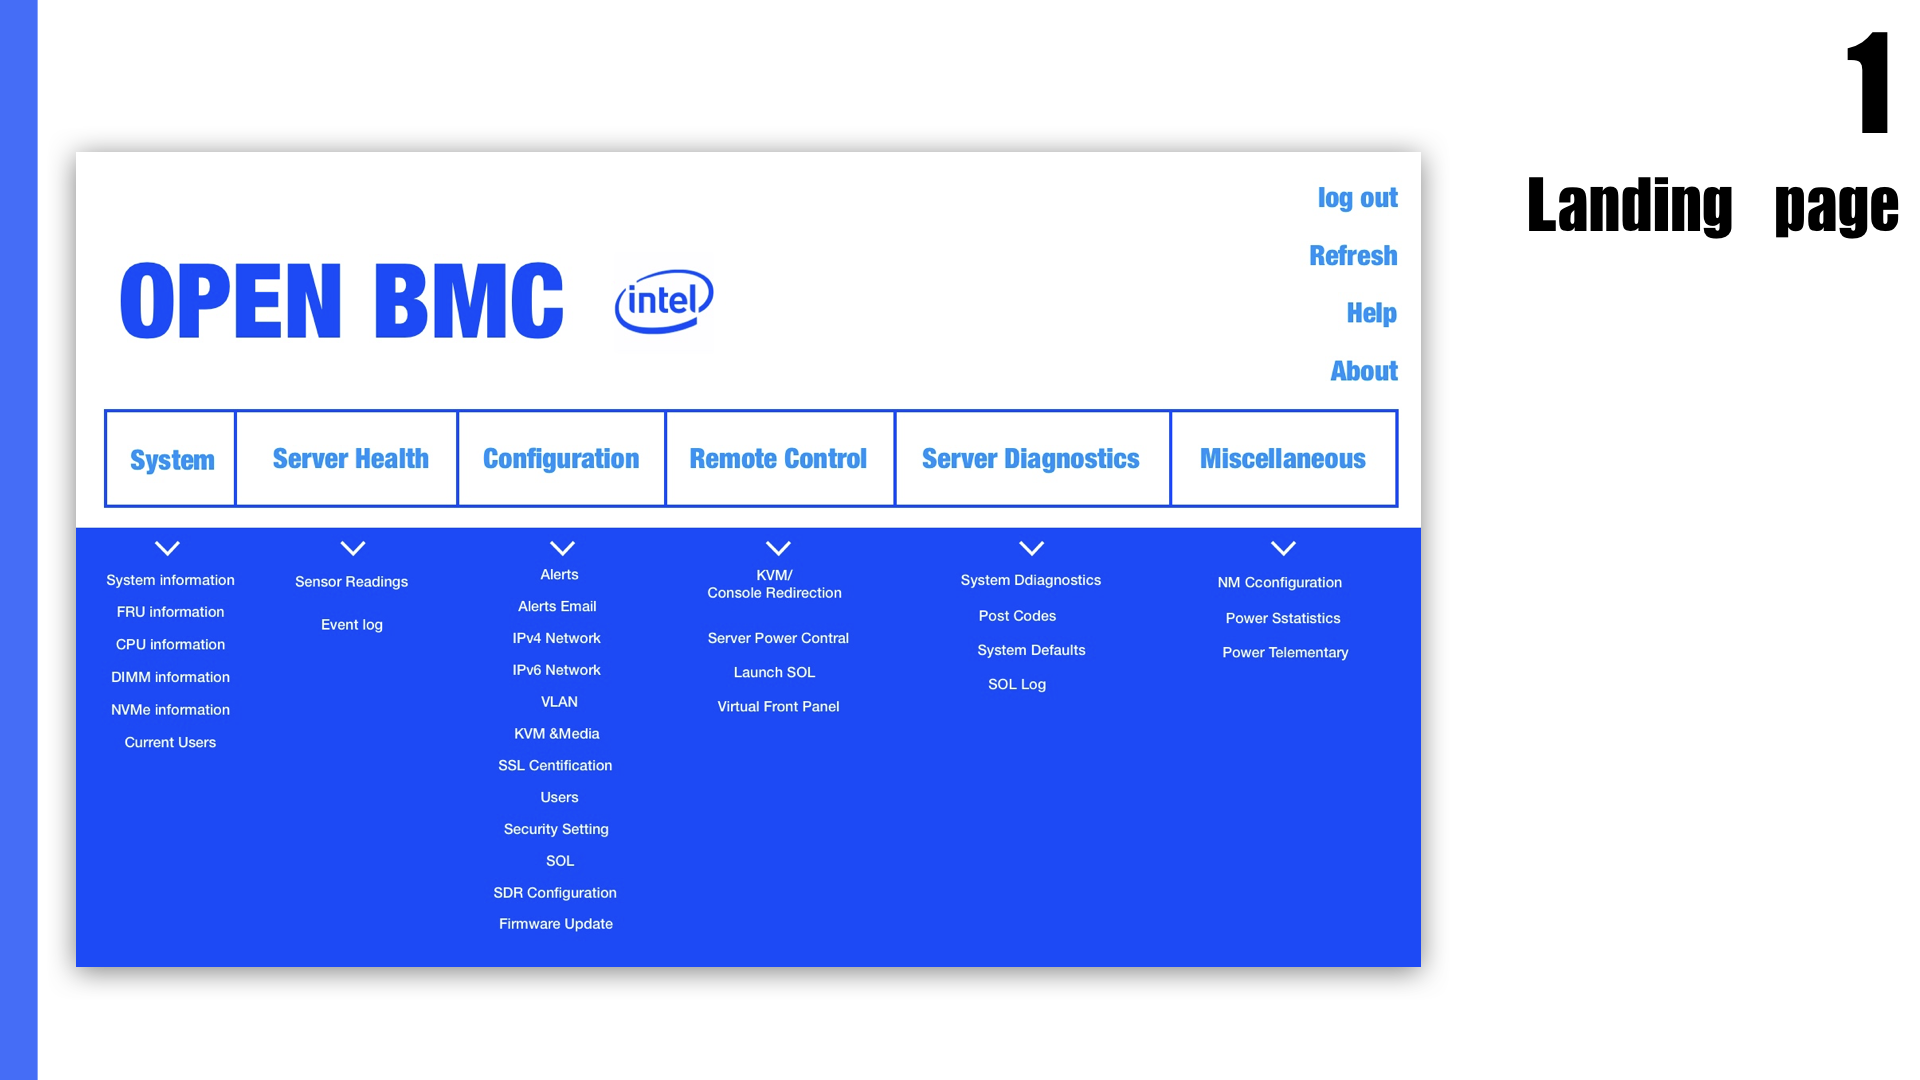 1
Landing page
log out
Refresh
Help
About
OPEN BMC
intel
System
Server Health
Configuration
Remote Control
Server Diagnostics
Miscellaneous
System information
FRU information
CPU information
DIMM information
NVMe information
Current Users
Sensor Readings
Event log
Alerts
Alerts Email
IPv4 Network
IPv6 Network
VLAN
KVM &Media
SSL Centification
Users
Security Setting
SOL
SDR Configuration
Firmware Update
KVM/
Console Redirection
Server Power Contral
Launch SOL
Virtual Front Panel
System Ddiagnostics
Post Codes
System Defaults
SOL Log
NM Cconfiguration
Power Sstatistics
Power Telementary